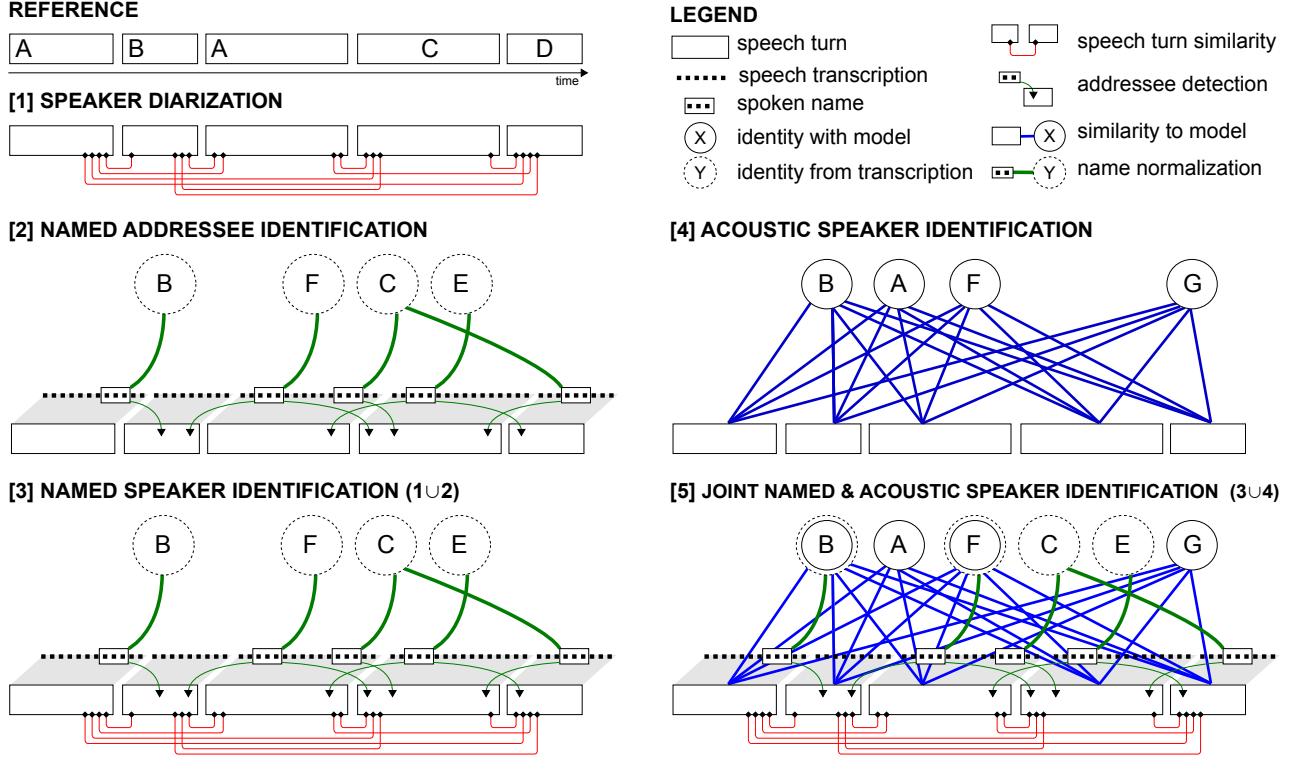 REFERENCE
A B A C D
time
[1] SPEAKER DIARIZATION
LEGEND
speech turn
speech transcription
spoken name
X identity with model
Y identity from transcription
speech turn similarity
addressee detection
X similarity to model
Y name normalization
[2] NAMED ADDRESSEE IDENTIFICATION
B F C E
[4] ACOUSTIC SPEAKER IDENTIFICATION
B A F G
[3] NAMED SPEAKER IDENTIFICATION (1∪2)
B F C E
[5] JOINT NAMED & ACOUSTIC SPEAKER IDENTIFICATION (3∪4)
B A F C E G